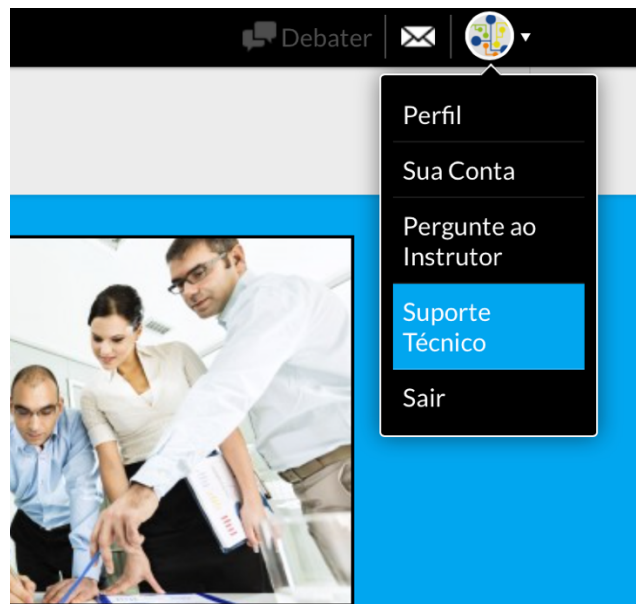 Debater
Perfil
Sua Conta
Pergunte ao
Instrutor
Suporte
Técnico
Sair